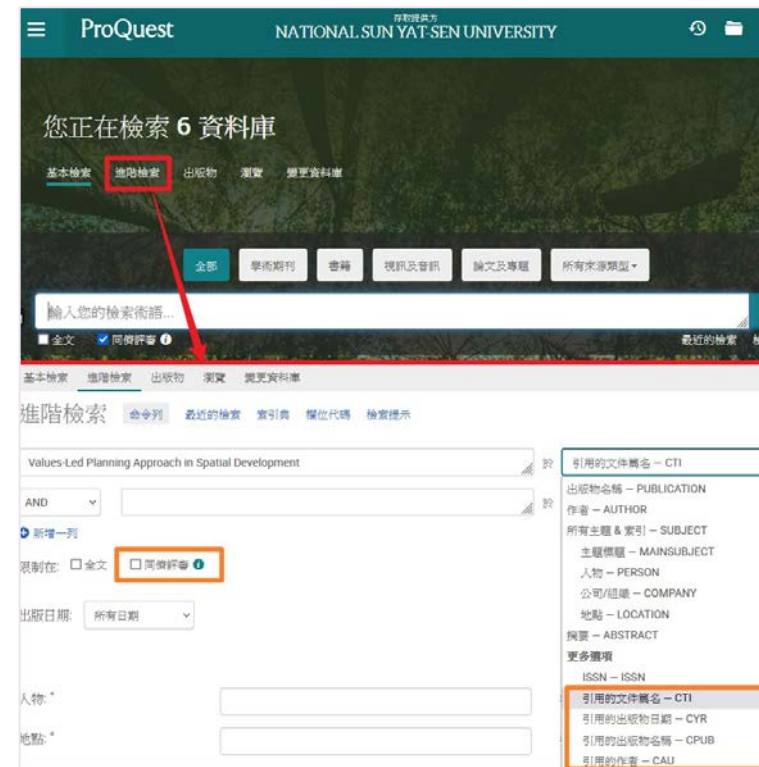 ProQuest
存取提供方
NATIONAL SUN YAT-SEN UNIVERSITY
您正在檢索 6 資料庫
基本檢索 進階檢索 出版物 瀏覽 變更資料庫
全部 學術期刊 書籍 視訊及音訊 論文及專題 所有來源類型
輸入您的檢索術語...
全文 同儕評審
最近的檢索
基本檢索 進階檢索 出版物 瀏覽 變更資料庫
進階檢索 命令列 最近的檢索 索引典 欄位代碼 檢索提示
Values-Led Planning Approach in Spatial Development 於 引用的文件篇名 – CTI
AND 於
出版物名稱 – PUBLICATION
作者 – AUTHOR
新增一列
所有主題 & 索引 – SUBJECT
主題標題 – MAINSUBJECT
限制在: 全文 同儕評審
人物 – PERSON
公司/組織 – COMPANY
地點 – LOCATION
出版日期: 所有日期
摘要 – ABSTRACT
更多選項
ISSN – ISSN
人物: *
引用的文件篇名 – CTI
引用的出版物日期 – CYR
地點: *
引用的出版物名稱 – CPUB
引用的作者 – CAU